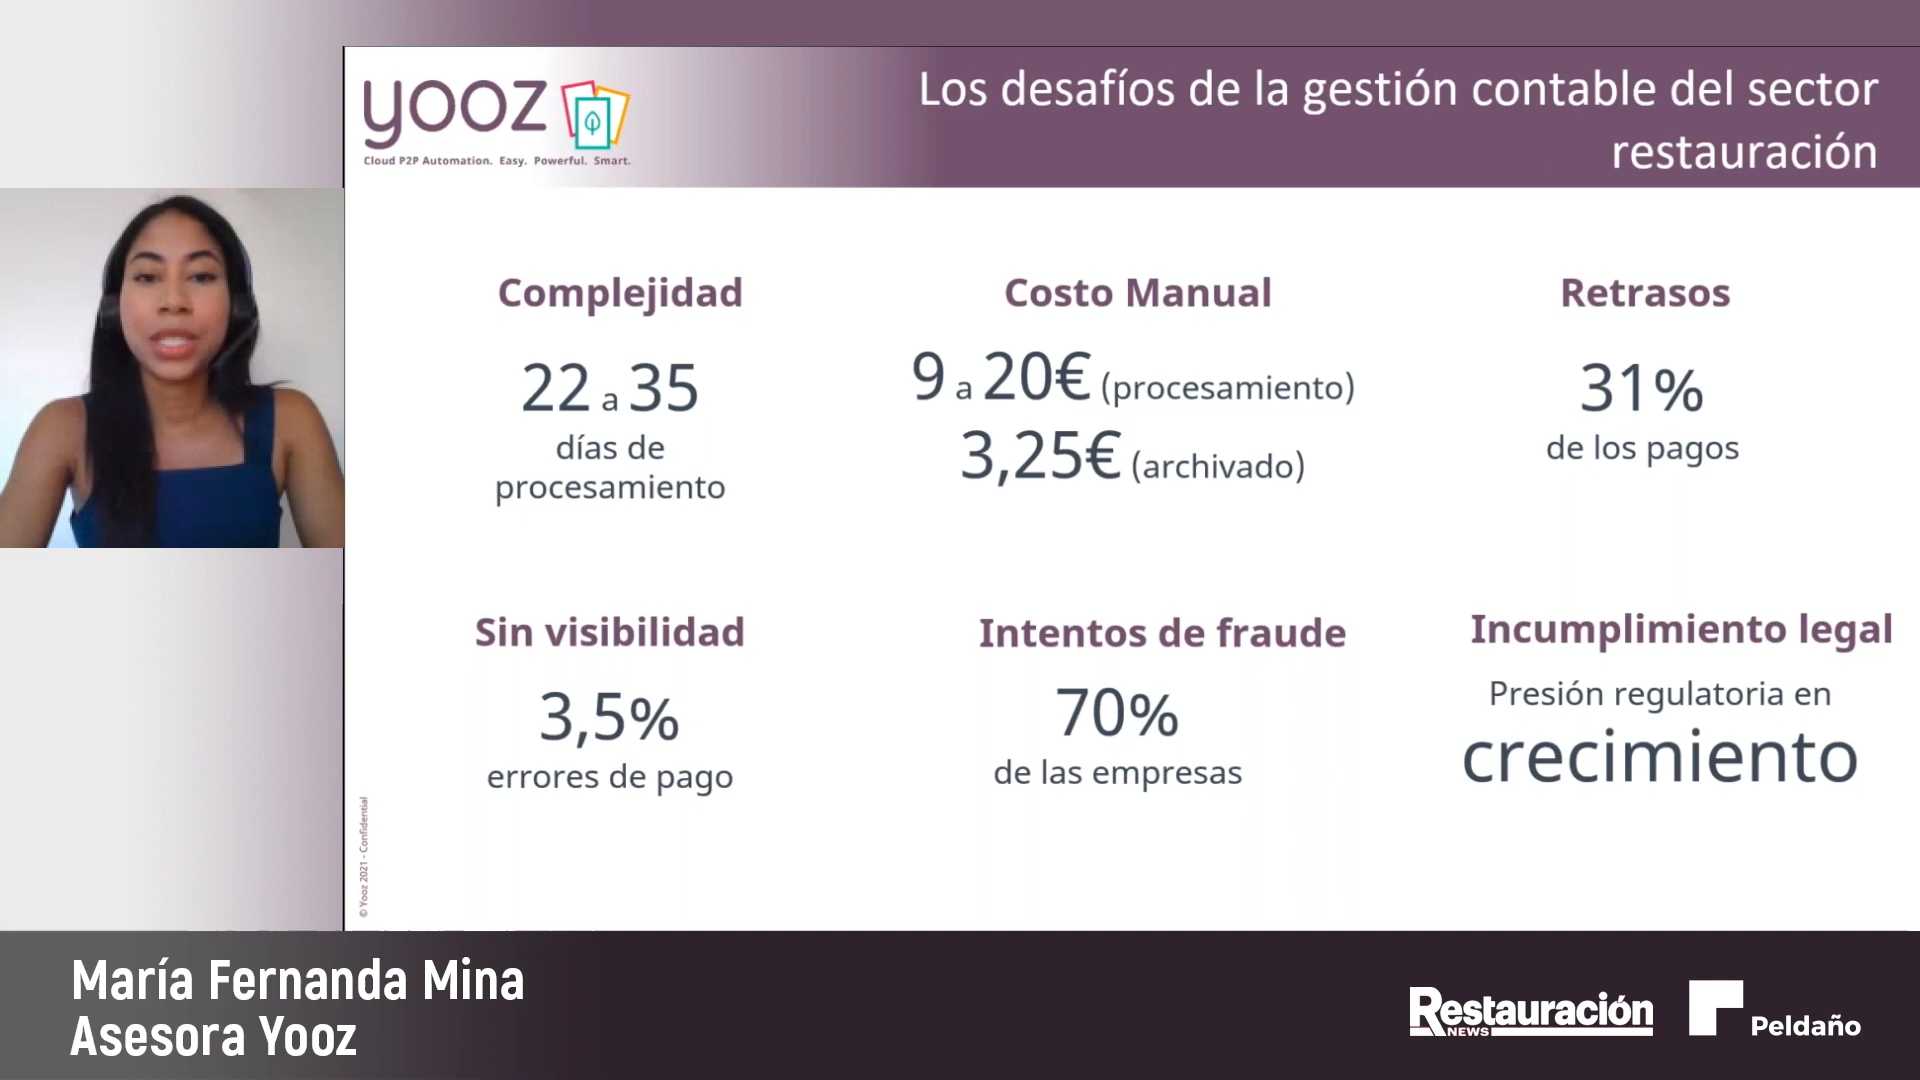 yooz
Cloud P2P Automation. Easy. Powerful. Smart.
Los desafíos de la gestión contable del sector
restauración
Complejidad
22 a 35
días de
procesamiento
Costo Manual
9 a 20€ (procesamiento)
3,25€ (archivado)
Retrasos
31%
de los pagos
Sin visibilidad
3,5%
errores de pago
Intentos de fraude
70%
de las empresas
Incumplimiento legal
Presión regulatoria en
crecimiento
© Yooz 2021 - Confidential
María Fernanda Mina
Asesora Yooz
Restauración
NEWS
Peldaño